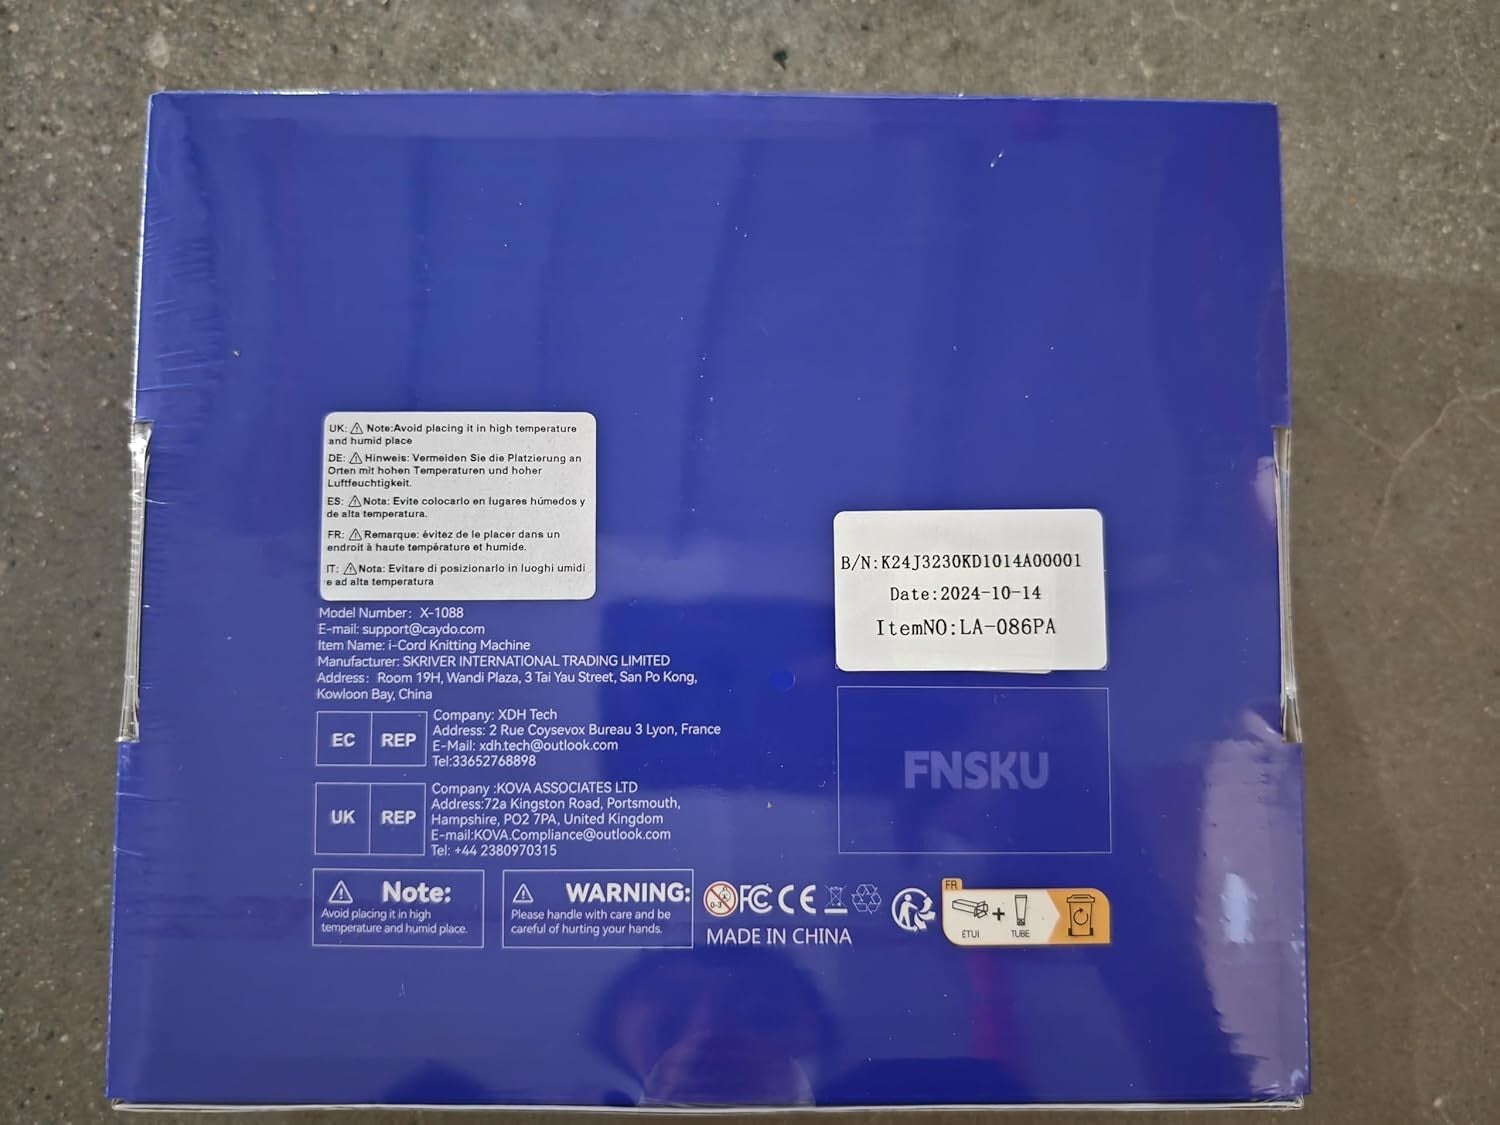 UK: ⚠ Note:Avoid placing it in high temperature
and humid place
DE: ⚠ Hinweis: Vermeiden Sie die Platzierung an
Orten mit hohen Temperaturen und hoher
Luftfeuchtigkeit.
ES: ⚠Nota: Evite colocarlo en lugares húmedos y
de alta temperatura.
FR: ⚠Remarque: évitez de le placer dans un
endroit à haute température et humide.
IT: ⚠Nota: Evitare di posizionarlo in luoghi umidi
e ad alta temperatura
B/N:K24J3230KD1014A00001
Date:2024-10-14
ItemNO:LA-086PA
Model Number: X-1088
E-mail: support@caydo.com
Item Name: i-Cord Knitting Machine
Manufacturer: SKRIVER INTERNATIONAL TRADING LIMITED
Address: Room 19H, Wandi Plaza, 3 Tai Yau Street, San Po Kong,
Kowloon Bay, China
EC REP
Company: XDH Tech
Address: 2 Rue Coysevox Bureau 3 Lyon, France
E-Mail: xdh.tech@outlook.com
Tel:33652768898
UK REP
Company :KOVA ASSOCIATES LTD
Address:72a Kingston Road, Portsmouth,
Hampshire, PO2 7PA, United Kingdom
E-mail:KOVA.Compliance@outlook.com
Tel: +44 2380970315
FNSKU
⚠ Note:
Avoid placing it in high
temperature and humid place.
⚠ WARNING:
Please handle with care and be
careful of hurting your hands.
0-3 FC CE
MADE IN CHINA
FR
ÉTUI + TUBE